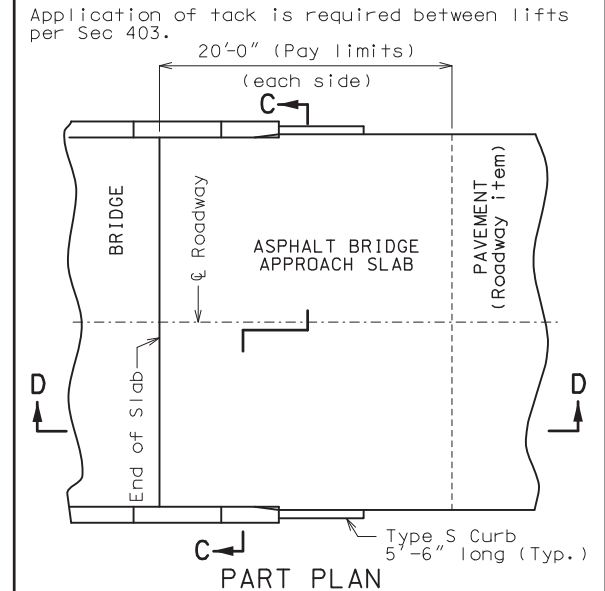 Application of tack is required between lifts
per Sec 403.
20'-0" (Pay limits)
(each side)
C
BRIDGE
℄ Roadway
ASPHALT BRIDGE
APPROACH SLAB
PAVEMENT
(Roadway item)
D
D
End of Slab
C
Type S Curb
5'-6" long (Typ.)
PART PLAN